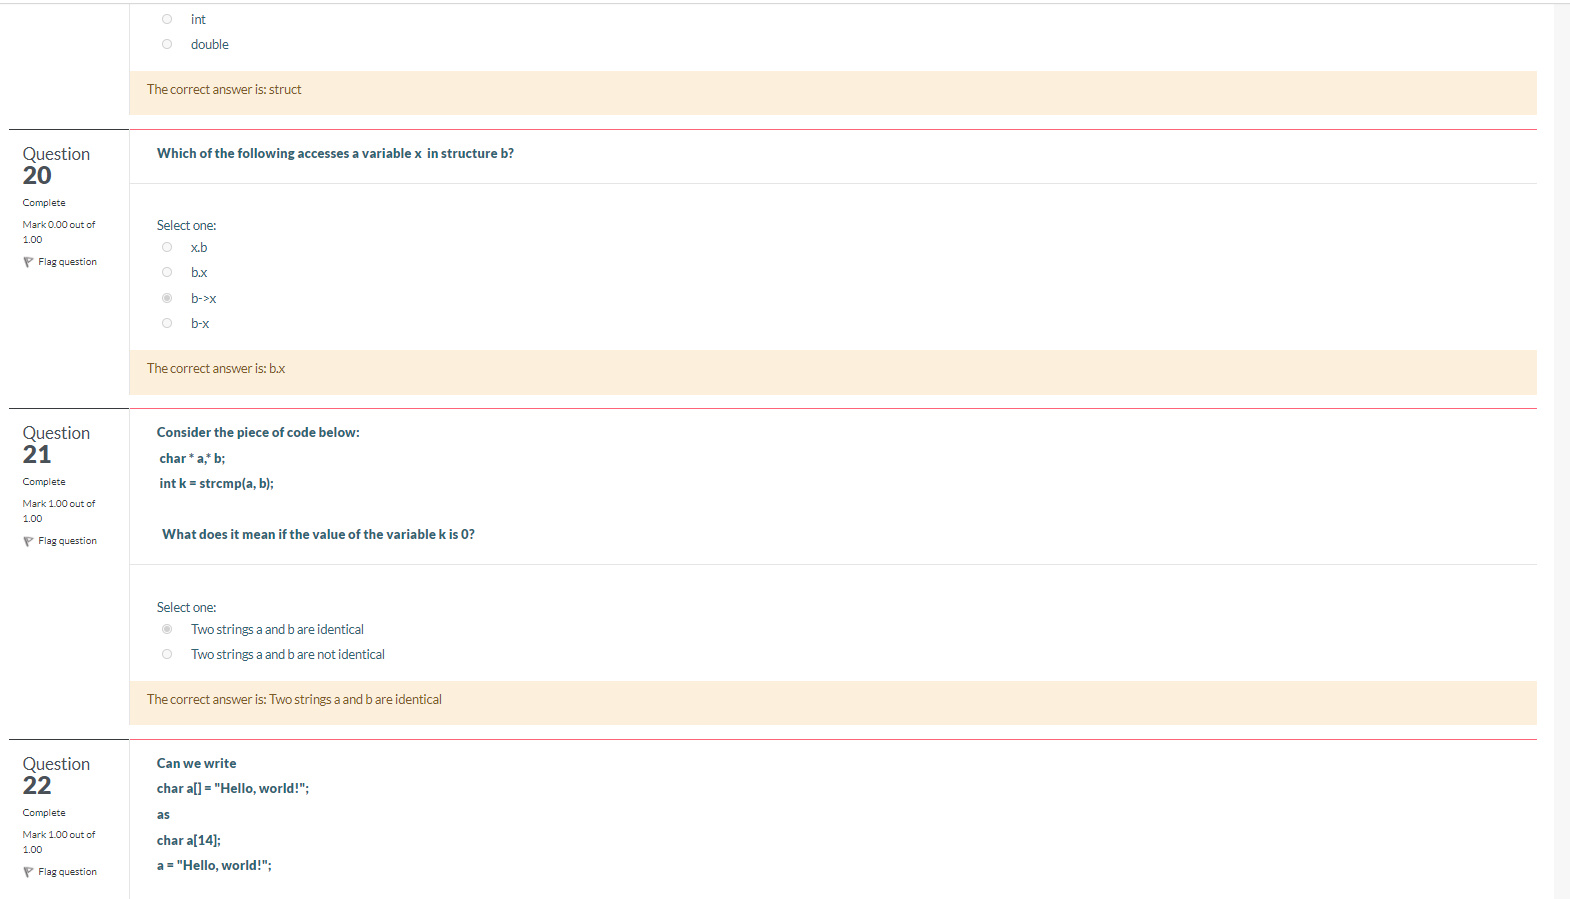 int
double
The correct answer is: struct
Question
20
Complete
Mark 0.00 out of
1.00
Flag question
Which of the following accesses a variable x in structure b?
Select one:
x.b
b.x
b->x
b-x
The correct answer is: b.x
Question
21
Complete
Mark 1.00 out of
1.00
Flag question
Consider the piece of code below:
char * a,* b;
int k = strcmp(a, b);
What does it mean if the value of the variable k is 0?
Select one:
Two strings a and b are identical
Two strings a and b are not identical
The correct answer is: Two strings a and b are identical
Question
22
Complete
Mark 1.00 out of
1.00
Flag question
Can we write
char a[] = "Hello, world!";
as
char a[14];
a = "Hello, world!";